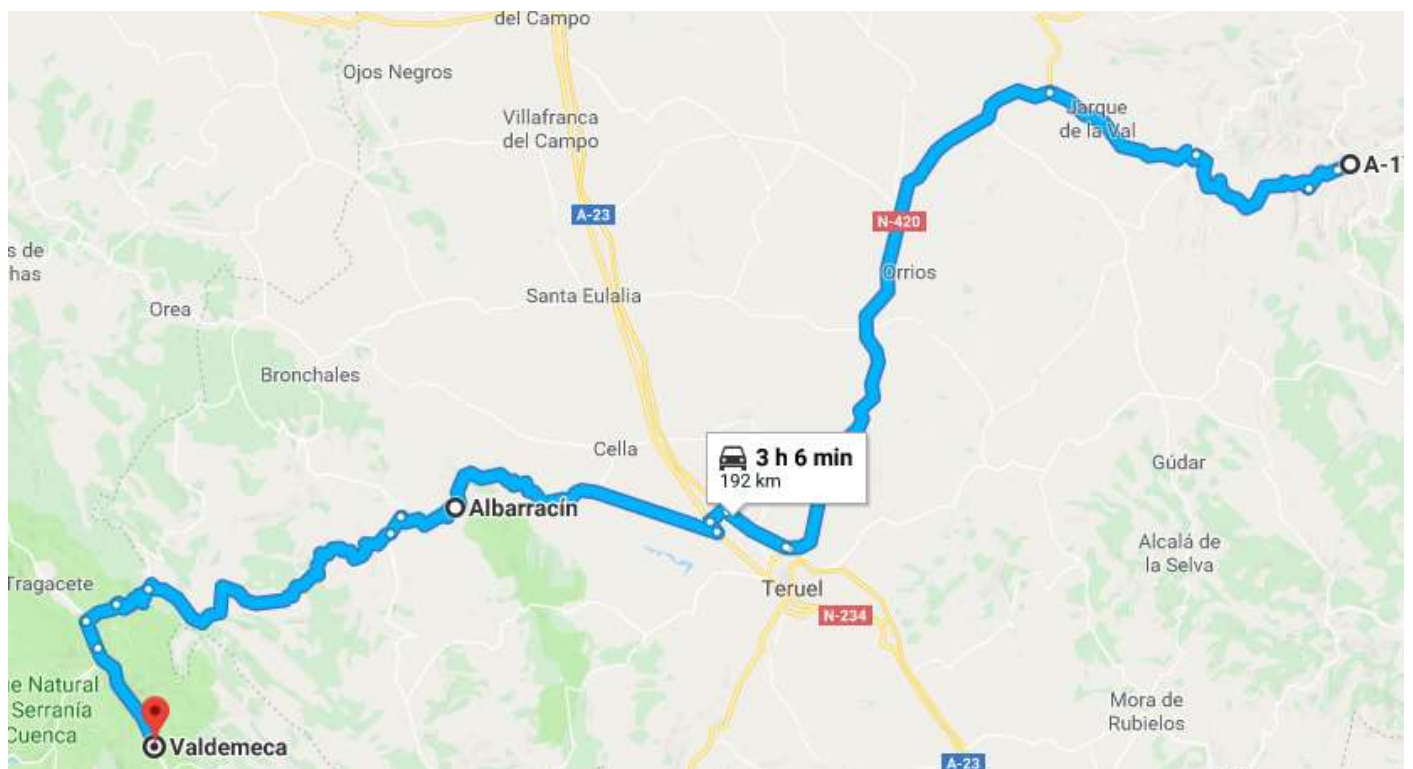 del Campo
Ojos Negros
Villafranca
del Campo
Jarque
de la Val
A-1
A-23
N-420
s de
has
Orrios
Santa Eulalia
Orea
Bronchales
Cella
3 h 6 min
192 km
Gúdar
Albarracín
Alcalá de
la Selva
Tragacete
Teruel
N-234
e Natural
Serranía
Cuenca
Mora de
Rubielos
Valdemeca
A-23